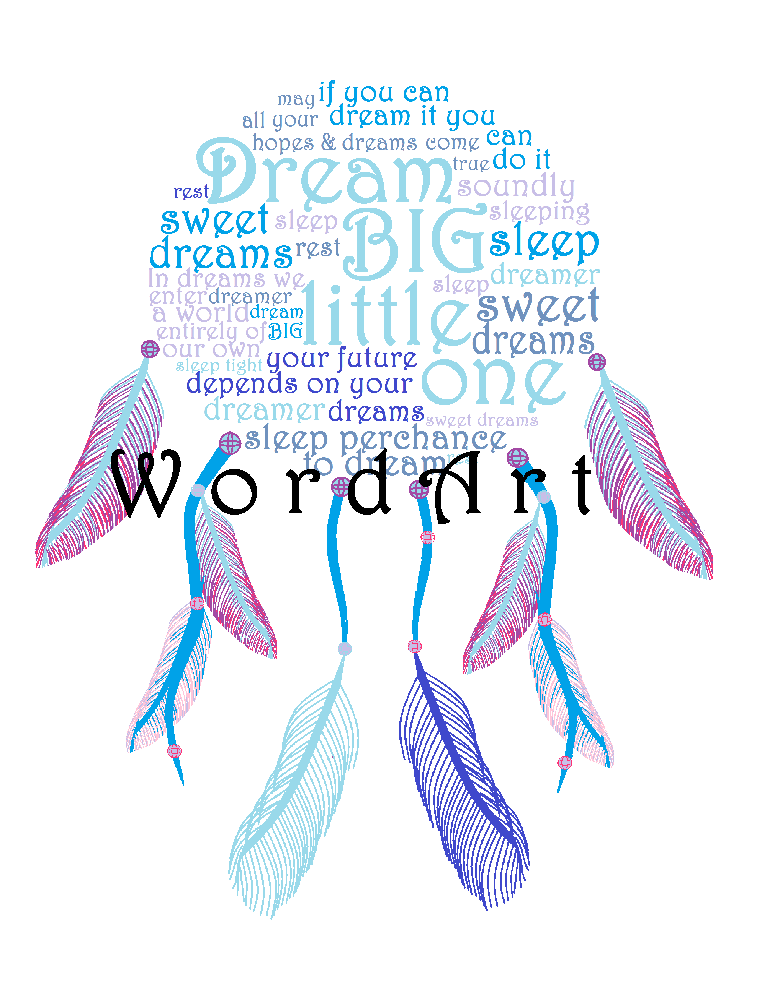 may if you can
all your dream it you
hopes & dreams come can
true do it
Dream
rest
soundly
sweet sleep
sleeping
BIG
dreams rest
sleep
In dreams we
dreamer
enter dreamer
sleep
little
sweet
a world dream
entirely of BIG
dreams
our own your future
sleep tight
one
depends on your
dreamer dreams
sweet dreams
sleep perchance
to dream
WordArt